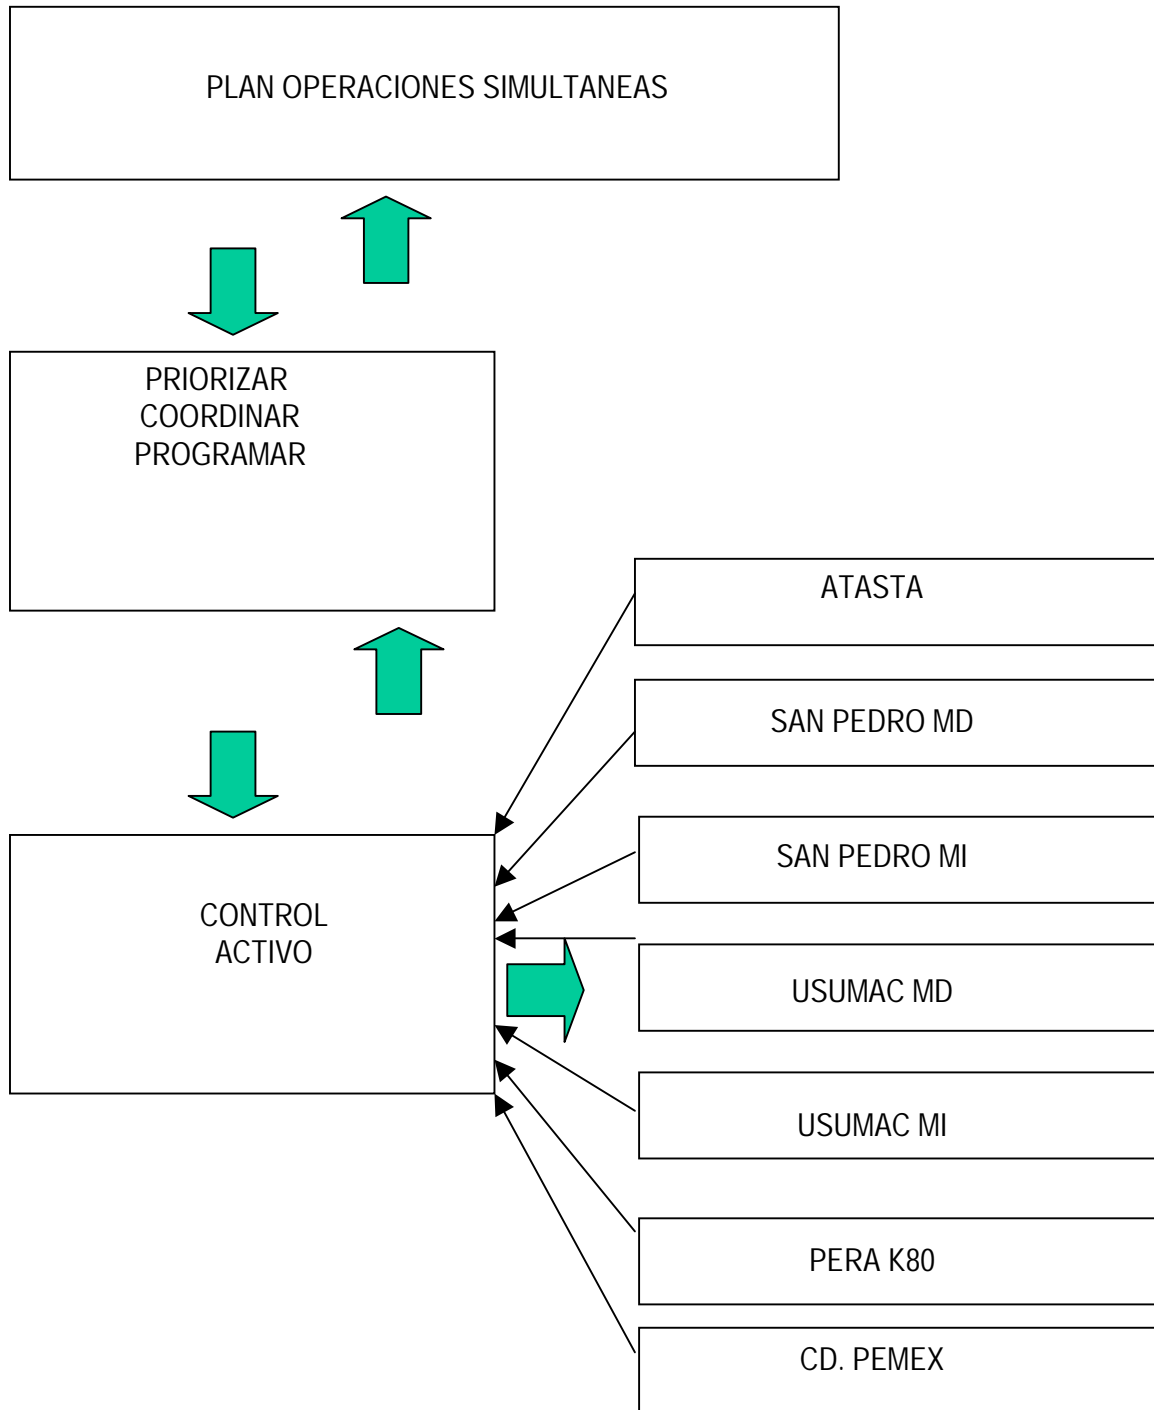 PLAN OPERACIONES SIMULTANEAS
PRIORIZAR
COORDINAR
PROGRAMAR
CONTROL
ACTIVO
ATASTA
SAN PEDRO MD
SAN PEDRO MI
USUMAC MD
USUMAC MI
PERA K80
CD. PEMEX